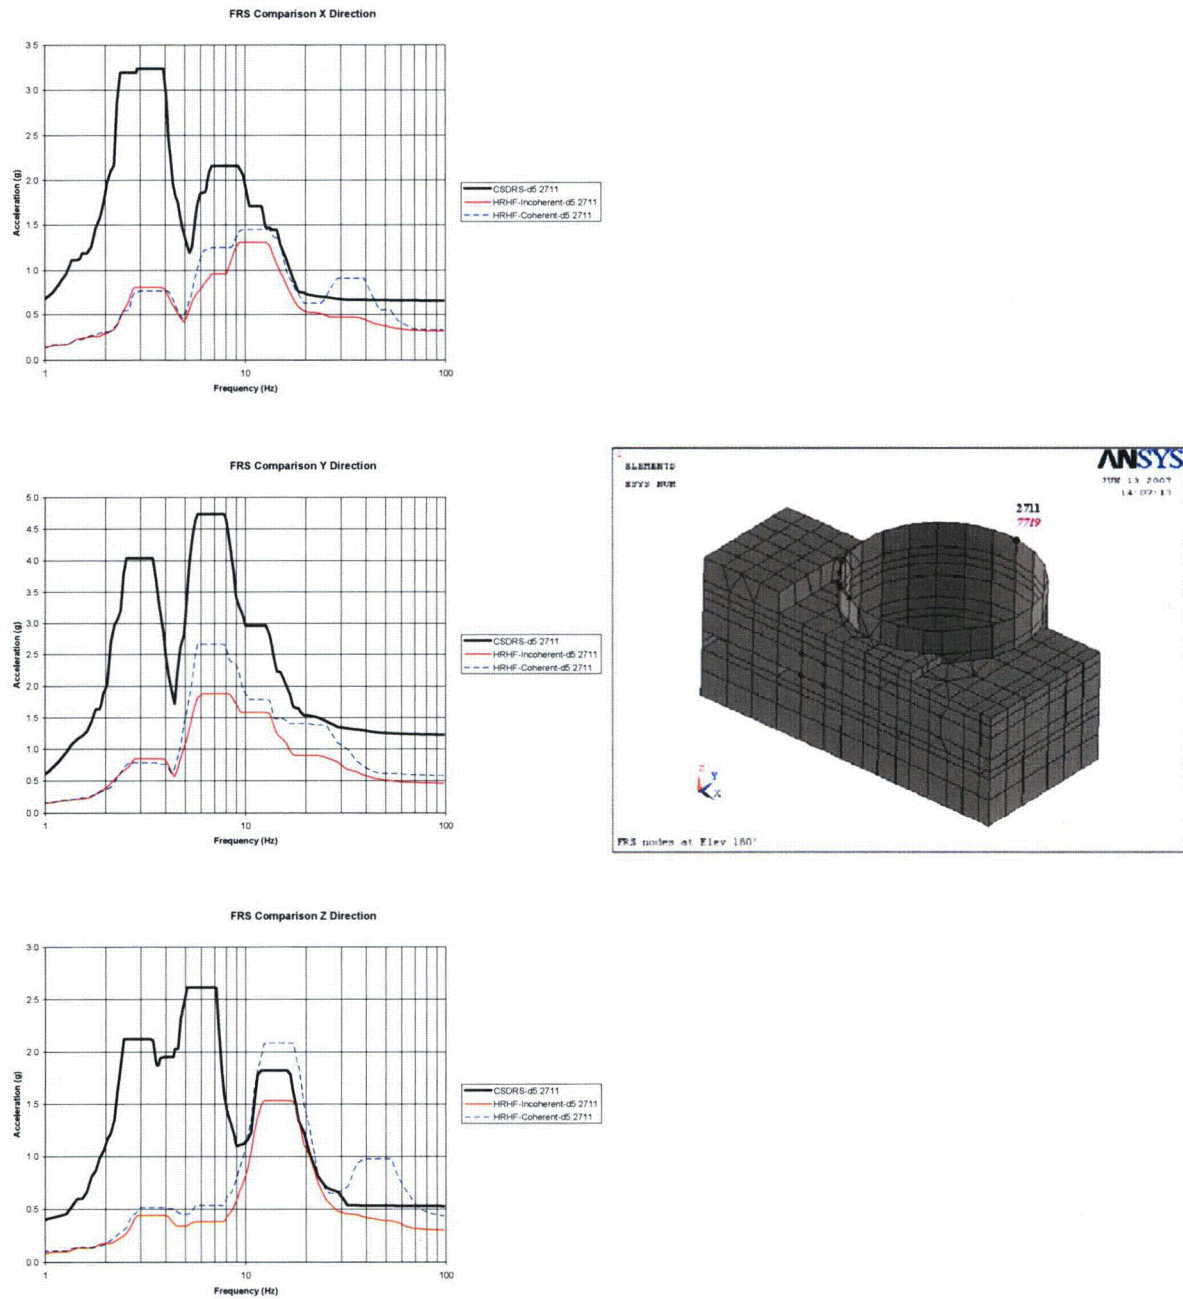 FRS Comparison X Direction
3.5
3.0
2.5
2.0
1.5
1.0
0.5
0.0
Acceleration (g)
1
10
100
Frequency (Hz)
CSDRS-d5 2711
HRHF-Incoherent-d5 2711
HRHF-Coherent-d5 2711
FRS Comparison Y Direction
5.0
4.5
4.0
3.5
3.0
2.5
2.0
1.5
1.0
0.5
0.0
Acceleration (g)
1
10
100
Frequency (Hz)
CSDRS-d5 2711
HRHF-Incoherent-d5 2711
HRHF-Coherent-d5 2711
1
ELEMENTS
ESYS NUM
ANSYS
JUN 13 2007
2711
7719
Z
Y
X
FRS nodes at Elev 180'
FRS Comparison Z Direction
3.0
2.5
2.0
1.5
1.0
0.5
0.0
Acceleration (g)
1
10
100
Frequency (Hz)
CSDRS-d5 2711
HRHF-Incoherent-d5 2711
HRHF-Coherent-d5 2711